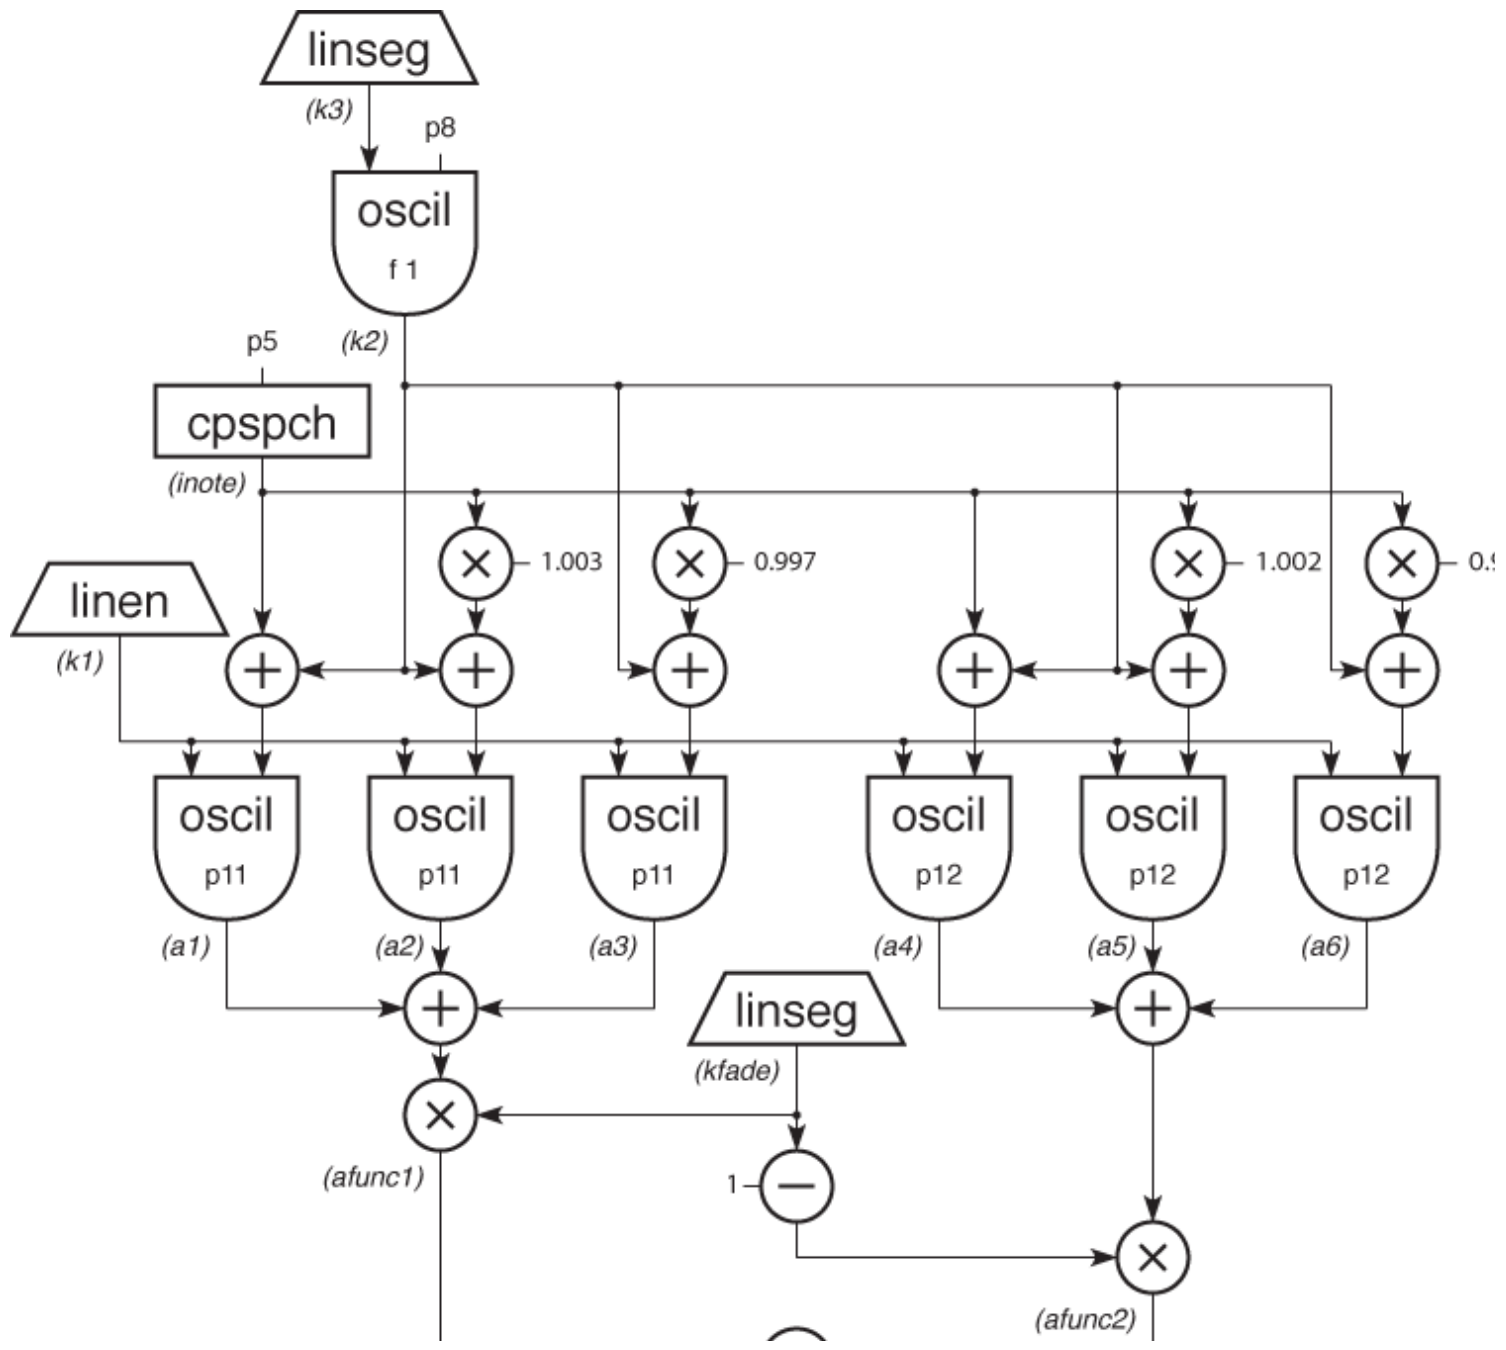 linseg
(k3)
p8
oscil
f 1
p5
(k2)
cpspch
(inote)
1.003
0.997
1.002
linen
(k1)
oscil oscil oscil oscil oscil oscil
p11 p11 p11 p12 p12 p12
(a1) (a2) (a3) (a4) (a5) (a6)
linseg
(kfade)
(afunc1)
1
(afunc2)